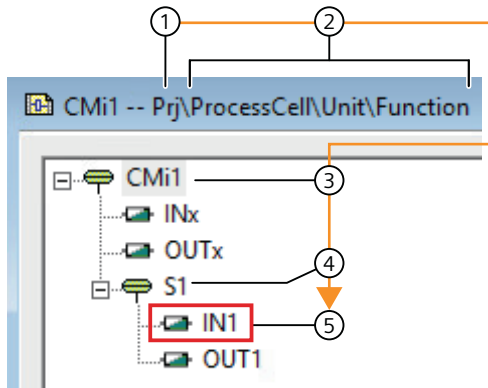 1 2
CMi1 -- Prj\ProcessCell\Unit\Function
CMi1 3
INx
OUTx
S1 4
IN1 5
OUT1